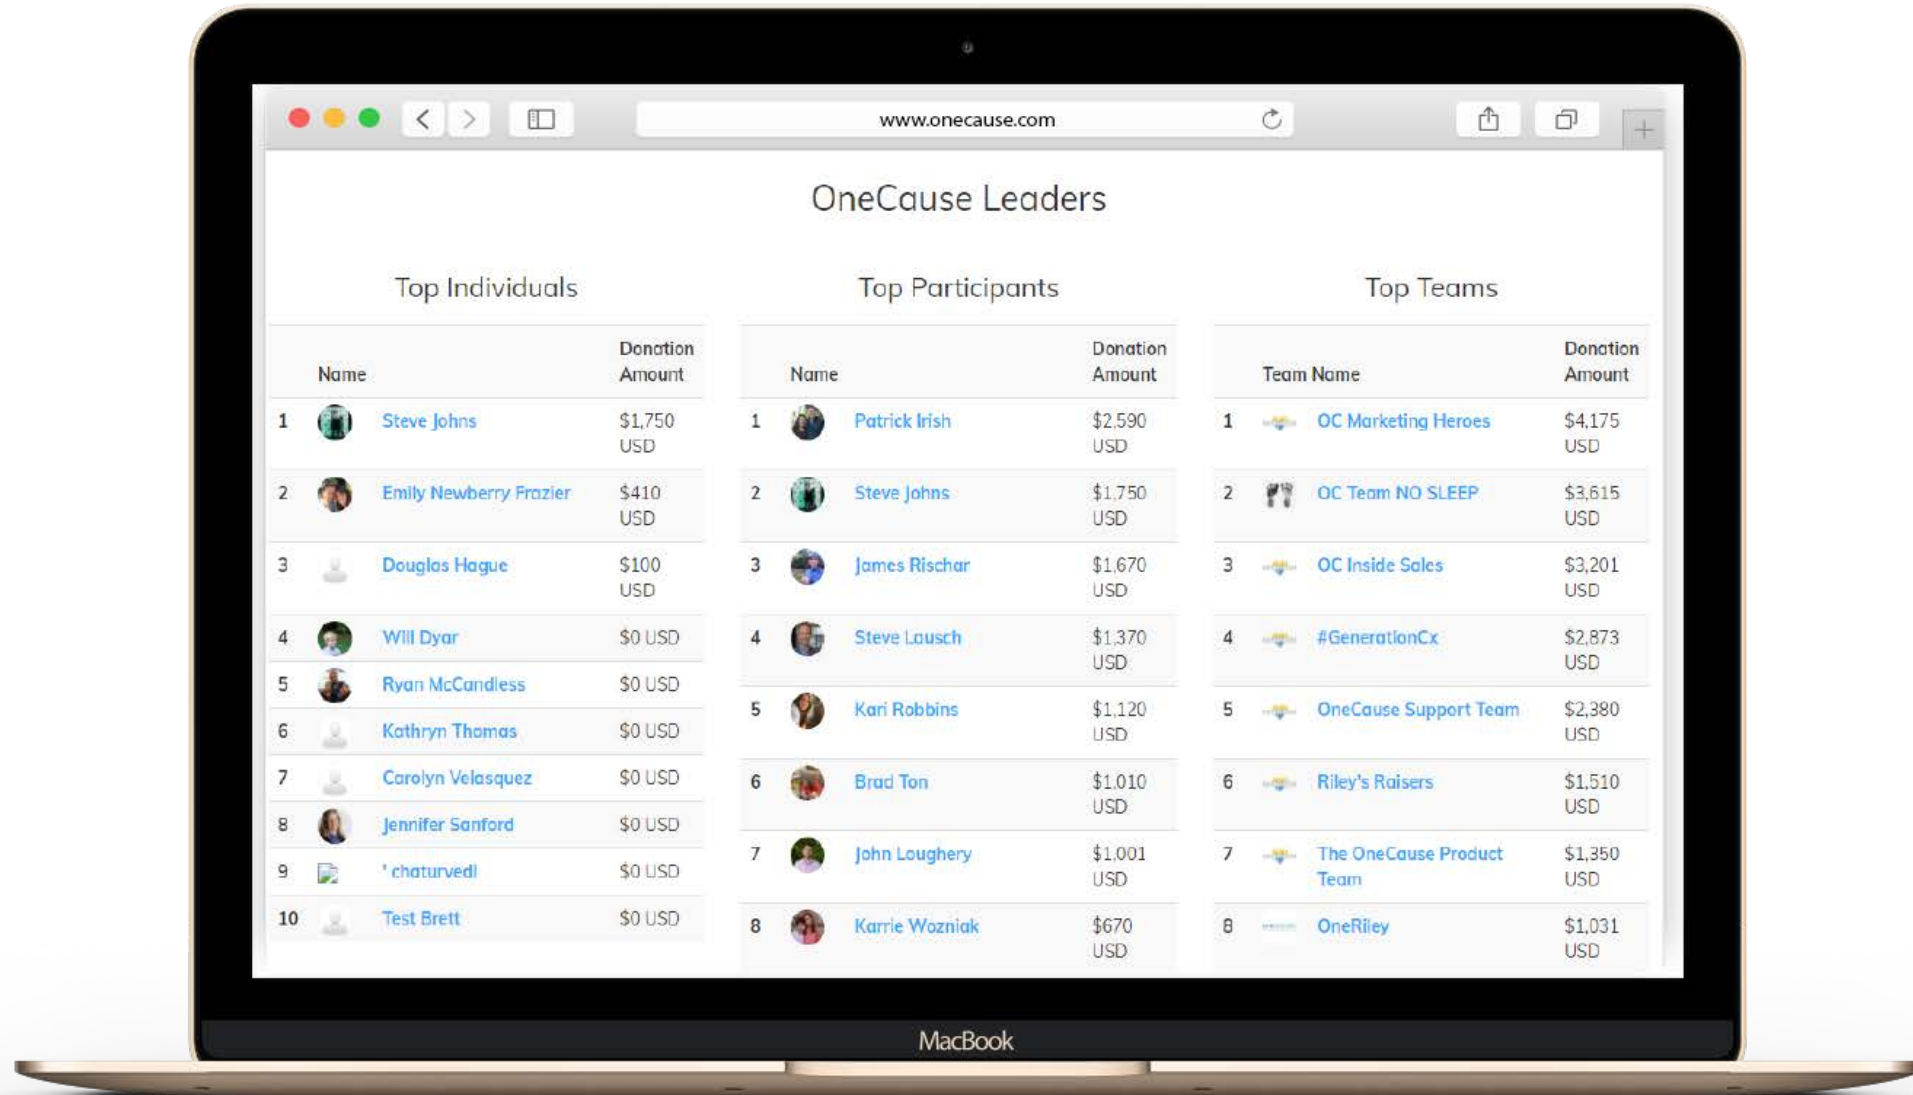 www.onecause.com
OneCause Leaders
Top Individuals
Name Donation Amount
1 Steve Johns $1,750 USD
2 Emily Newberry Frazier $410 USD
3 Douglas Hague $100 USD
4 Will Dyar $0 USD
5 Ryan McCandless $0 USD
6 Kathryn Thomas $0 USD
7 Carolyn Velasquez $0 USD
8 Jennifer Sanford $0 USD
9 ' chaturvedi $0 USD
10 Test Brett $0 USD
Top Participants
Name Donation Amount
1 Patrick Irish $2,590 USD
2 Steve Johns $1,750 USD
3 James Rischar $1,670 USD
4 Steve Lausch $1,370 USD
5 Kari Robbins $1,120 USD
6 Brad Ton $1,010 USD
7 John Loughery $1,001 USD
8 Karrie Wozniak $670 USD
Top Teams
Team Name Donation Amount
1 OC Marketing Heroes $4,175 USD
2 OC Team NO SLEEP $3,615 USD
3 OC Inside Sales $3,201 USD
4 #GenerationCx $2,873 USD
5 OneCause Support Team $2,380 USD
6 Riley's Raisers $1,510 USD
7 The OneCause Product Team $1,350 USD
8 OneRiley $1,031 USD
MacBook